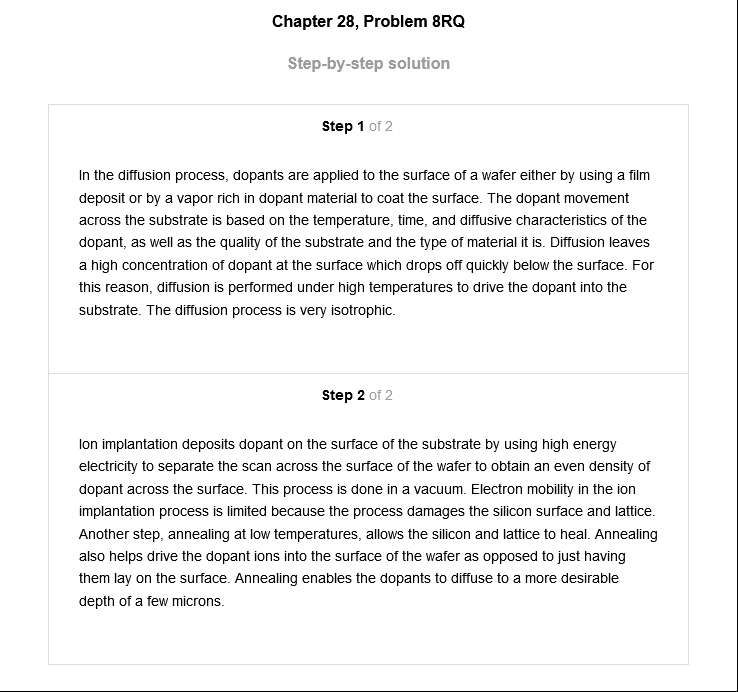 Chapter 28, Problem 8RQ
Step-by-step solution
Step 1 of 2
In the diffusion process, dopants are applied to the surface of a wafer either by using a film
deposit or by a vapor rich in dopant material to coat the surface. The dopant movement
across the substrate is based on the temperature, time, and diffusive characteristics of the
dopant, as well as the quality of the substrate and the type of material it is. Diffusion leaves
a high concentration of dopant at the surface which drops off quickly below the surface. For
this reason, diffusion is performed under high temperatures to drive the dopant into the
substrate. The diffusion process is very isotrophic.
Step 2 of 2
Ion implantation deposits dopant on the surface of the substrate by using high energy
electricity to separate the scan across the surface of the wafer to obtain an even density of
dopant across the surface. This process is done in a vacuum. Electron mobility in the ion
implantation process is limited because the process damages the silicon surface and lattice.
Another step, annealing at low temperatures, allows the silicon and lattice to heal. Annealing
also helps drive the dopant ions into the surface of the wafer as opposed to just having
them lay on the surface. Annealing enables the dopants to diffuse to a more desirable
depth of a few microns.